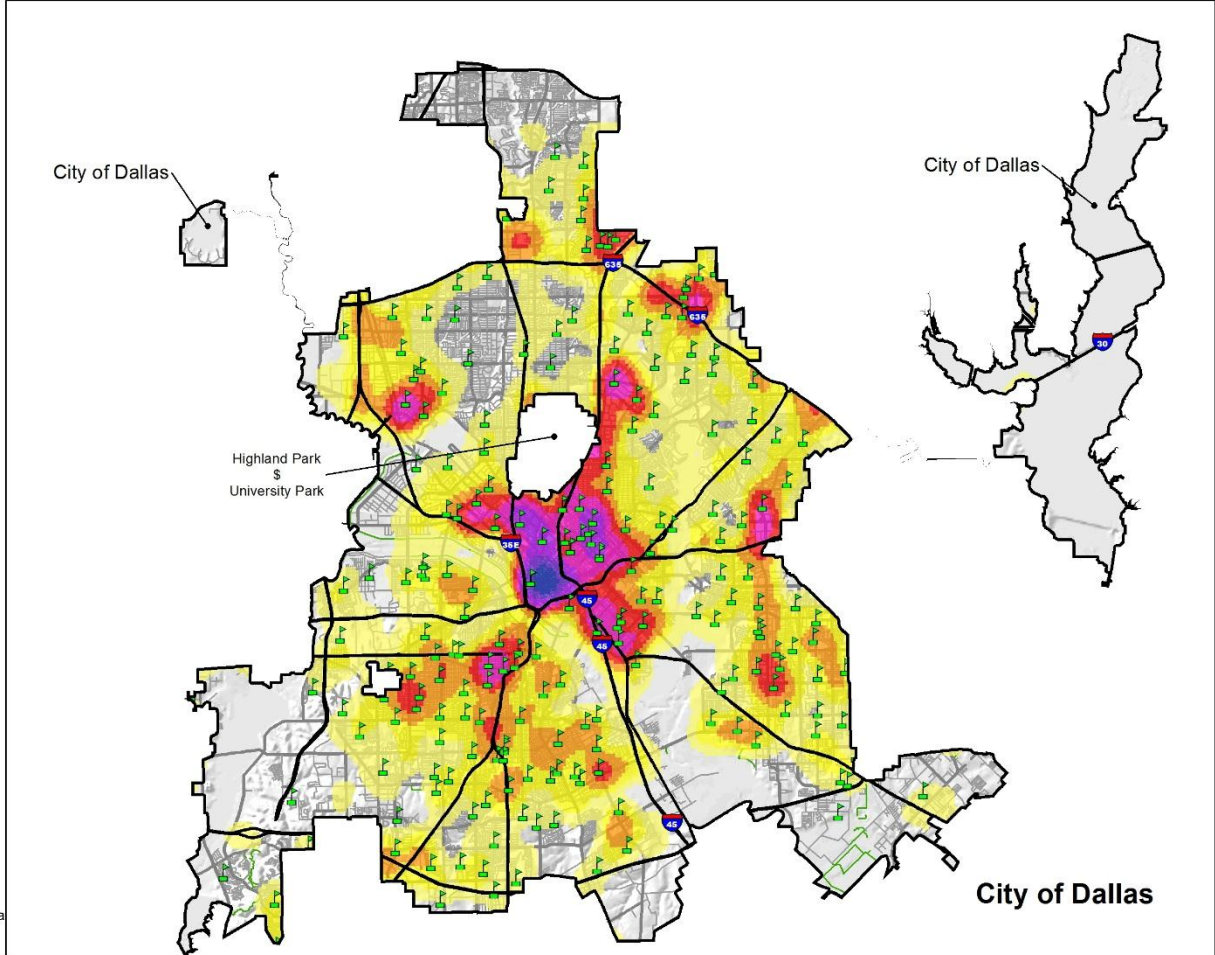 City of Dallas
City of Dallas
635
635
30
Highland Park
$
University Park
35E
45
45
45
City of Dallas
a